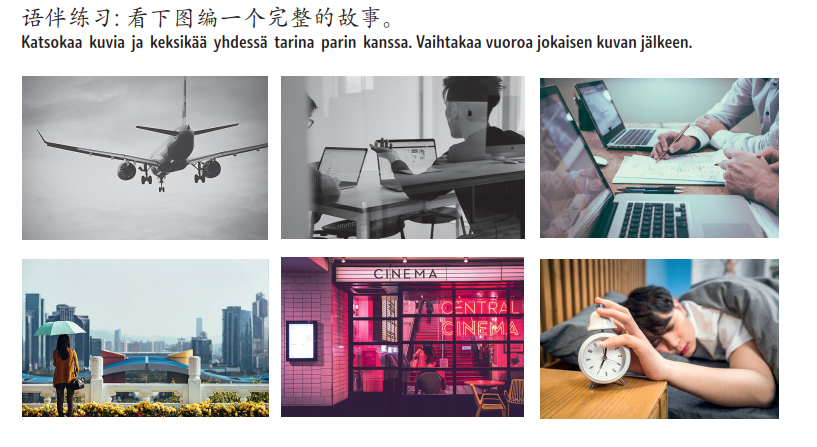 语伴练习: 看下图编一个完整的故事。
Katsokaa kuvia ja keksikää yhdessä tarina parin kanssa. Vaihtakaa vuoroa jokaisen kuvan jälkeen.
CINEMA
CENTRAL
CINEMA